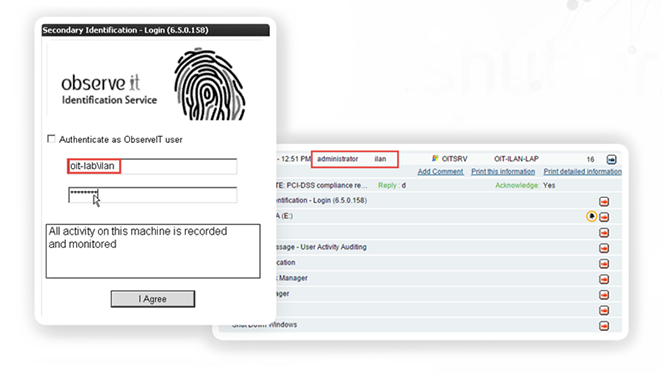 Secondary Identification - Login (6.5.0.158)
observe it
Identification Service
Authenticate as ObserveIT user
oit-lab\ilan
********
All activity on this machine is recorded
and monitored
I Agree
- 12:51 PM administrator ilan OITSRV OIT-ILAN-LAP 16
Add Comment Print this information Print detailed information
TE: PCI-DSS compliance re... Reply : d Acknowledge: Yes
entification - Login (6.5.0.158)
A (E:)
ssage - User Activity Auditing
cation
k Manager
ager
Shut Down Windows